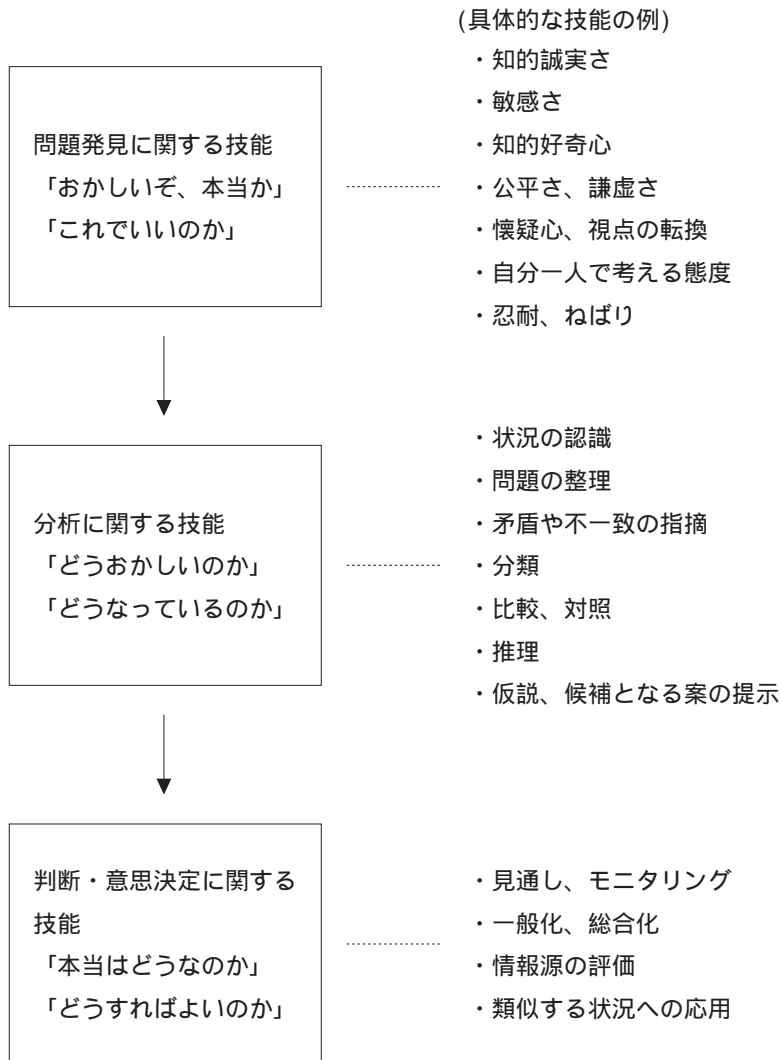 (具体的な技能の例)
・知的誠実さ
・敏感さ
・知的好奇心
・公平さ、謙虚さ
・懐疑心、視点の転換
・自分一人で考える態度
・忍耐、ねばり
問題発見に関する技能
「おかしいぞ、本当か」
「これでいいのか」
・状況の認識
・問題の整理
・矛盾や不一致の指摘
・分類
・比較、対照
・推理
・仮説、候補となる案の提示
分析に関する技能
「どうおかしいのか」
「どうなっているのか」
・見通し、モニタリング
・一般化、総合化
・情報源の評価
・類似する状況への応用
判断・意思決定に関する
技能
「本当はどうなのか」
「どうすればよいのか」